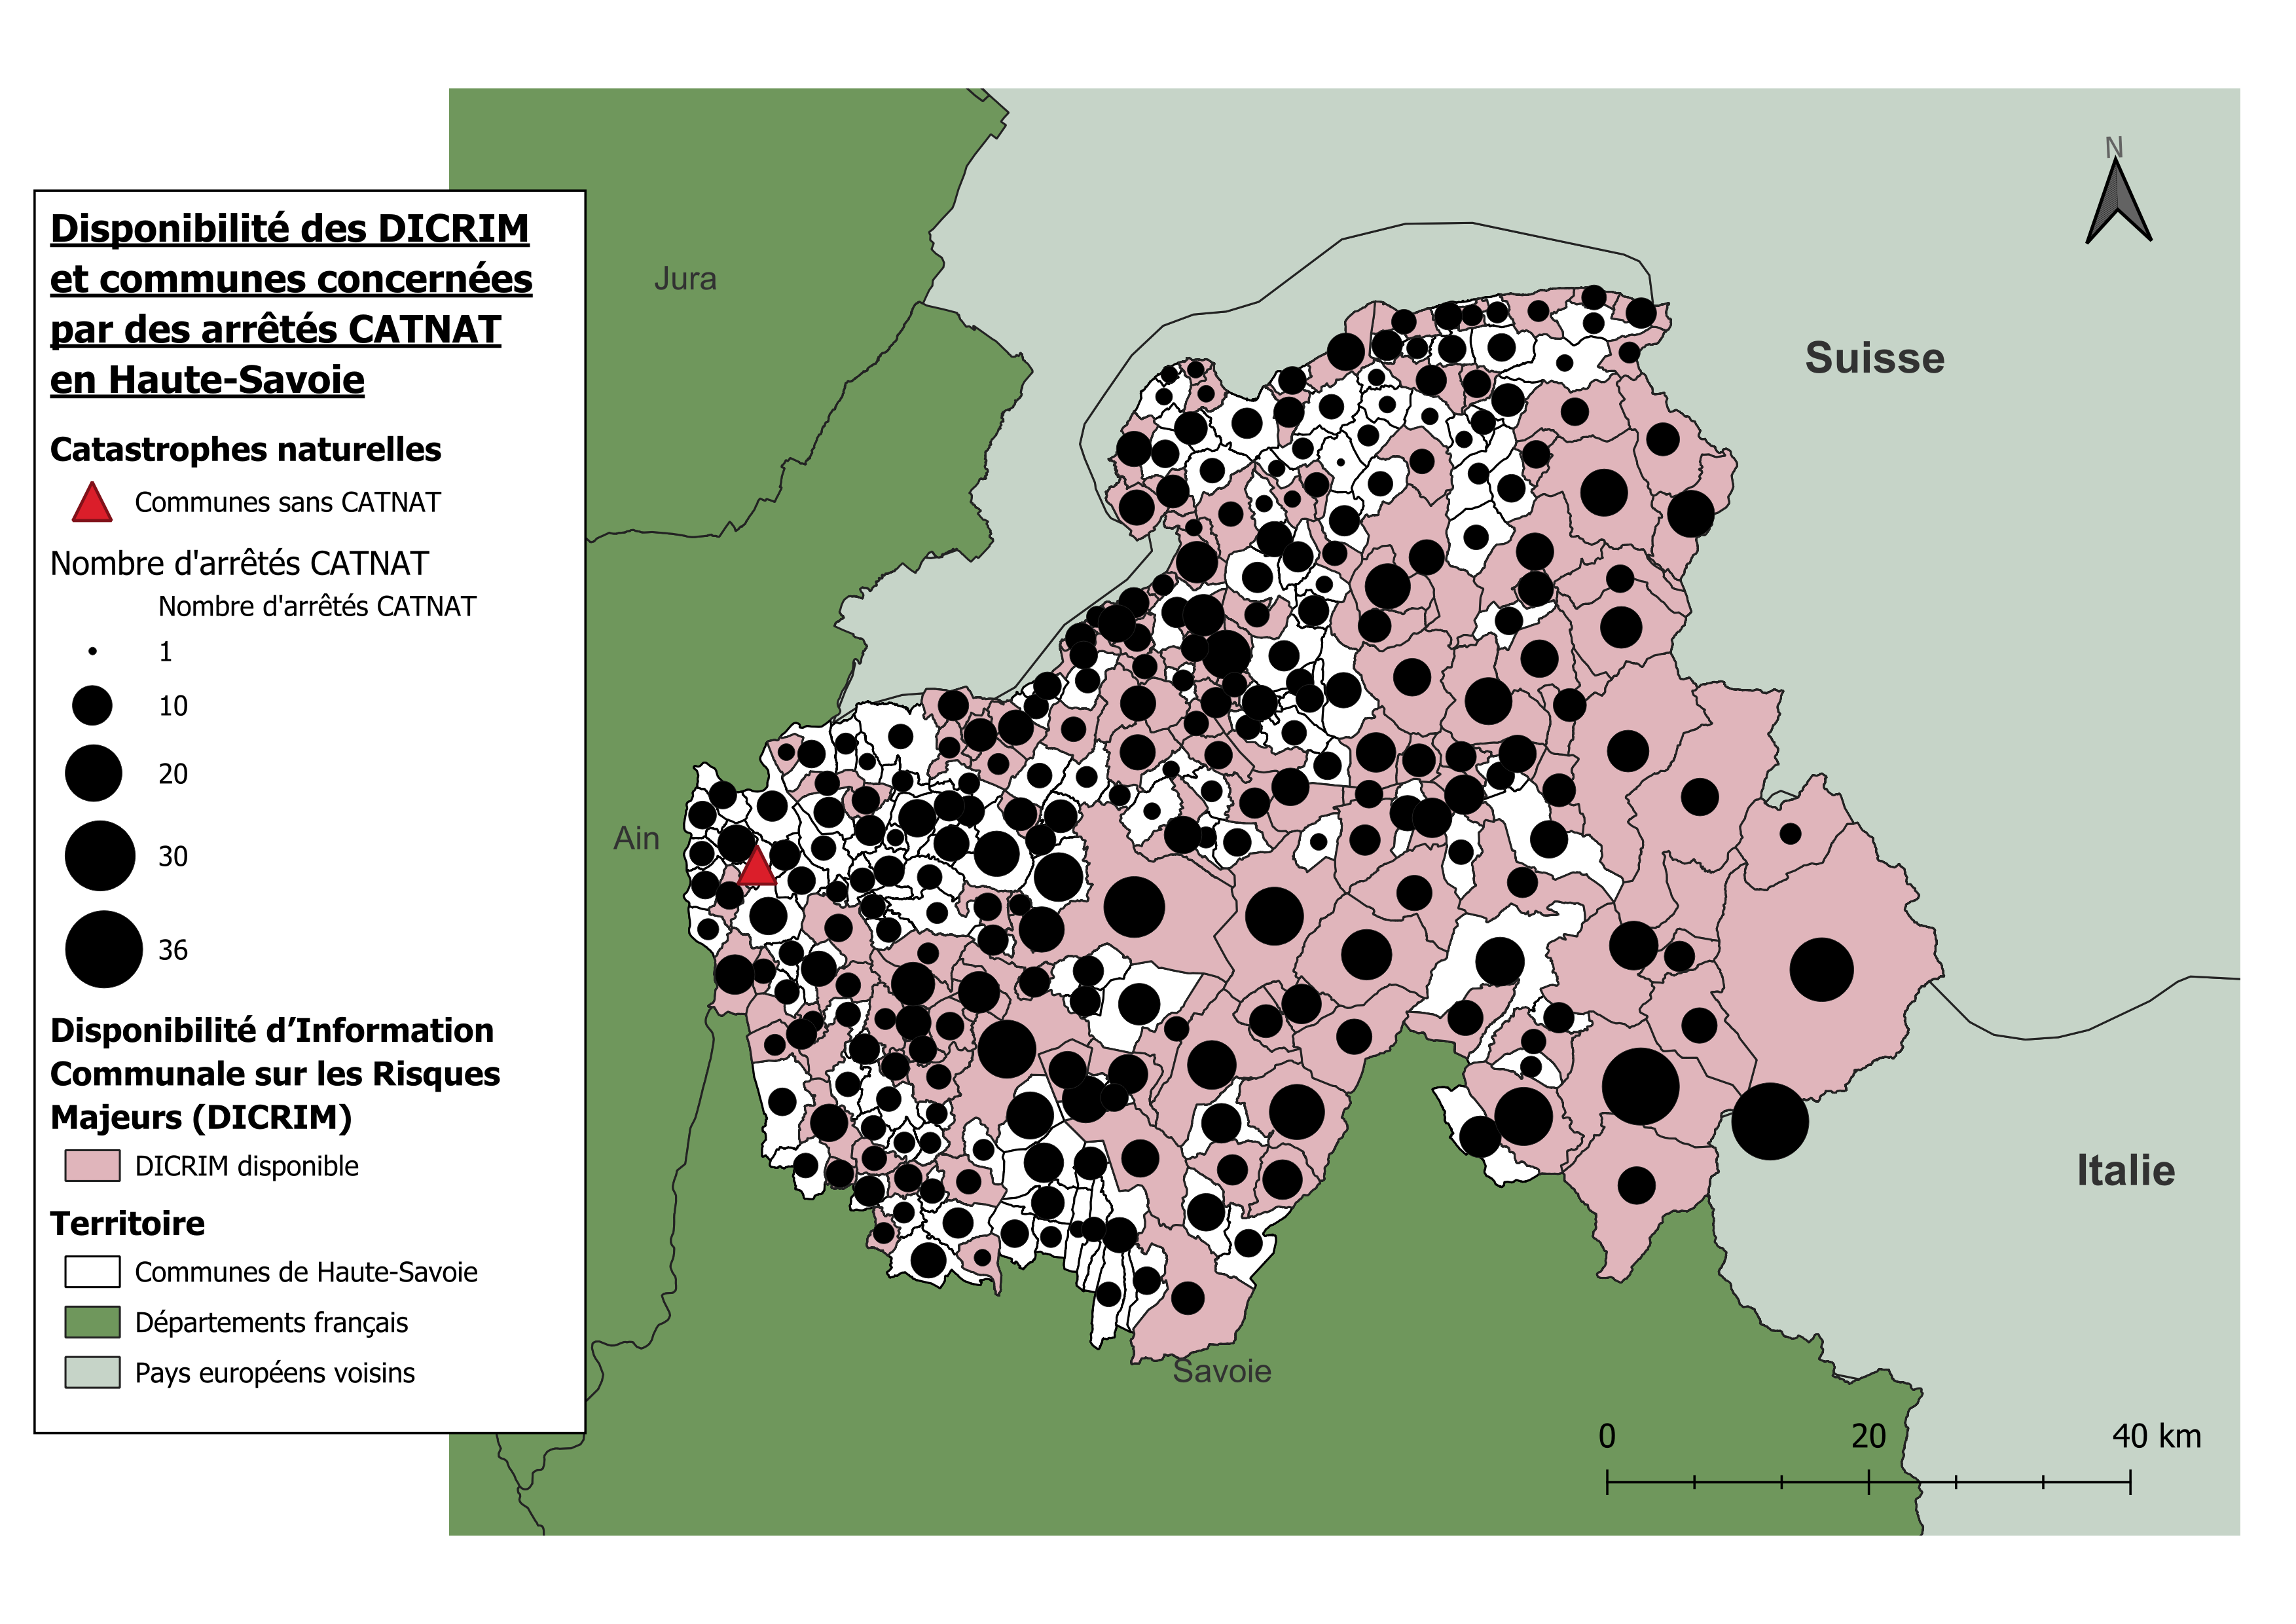 Disponibilité des DICRIM
et communes concernées
par des arrêtés CATNAT
en Haute-Savoie
Catastrophes naturelles
Communes sans CATNAT
Nombre d'arrêtés CATNAT
Nombre d'arrêtés CATNAT
1
10
20
30
36
Disponibilité d’Information
Communale sur les Risques
Majeurs (DICRIM)
DICRIM disponible
Territoire
Communes de Haute-Savoie
Départements français
Pays européens voisins
Jura
Ain
Savoie
Suisse
Italie
N
0 20 40 km